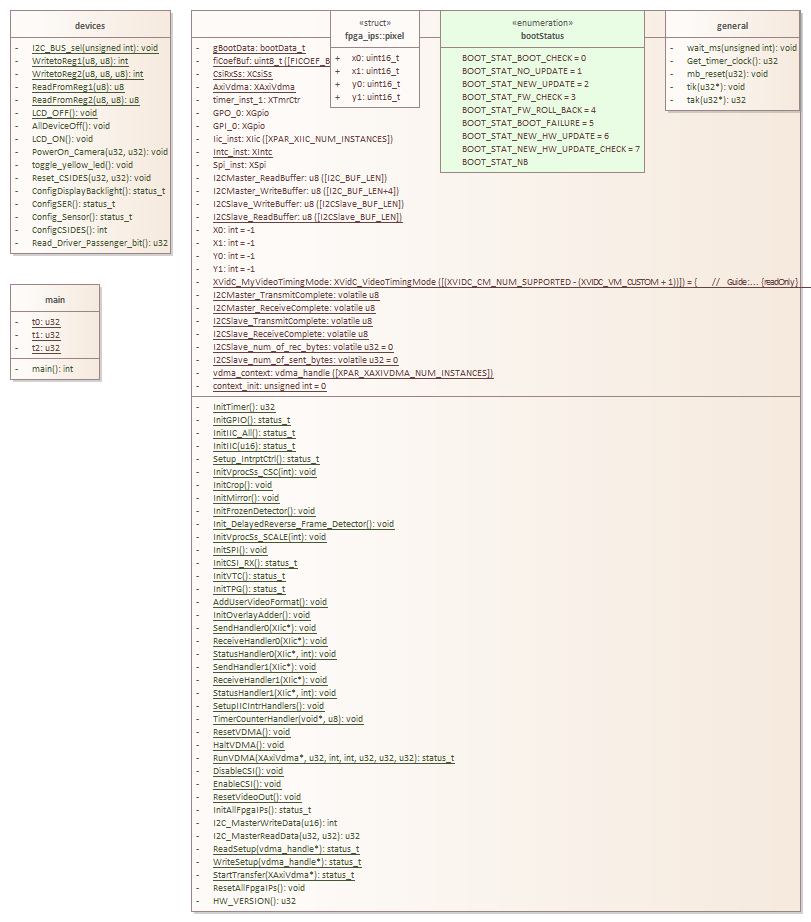 devices
- I2C_BUS_sel(unsigned int): void
- WritetoReg1(u8, u8): int
- WritetoReg2(u8, u8, u8): int
- ReadFromReg1(u8): u8
- ReadFromReg2(u8, u8): u8
- LCD_OFF(): void
- AllDeviceOff(): void
- LCD_ON(): void
- PowerOn_Camera(u32, u32): void
- toggle_yellow_led(): void
- Reset_CSIDES(u32, u32): void
- ConfigDisplayBacklight(): status_t
- ConfigSER(): status_t
- Config_Sensor(): status_t
- ConfigCSIDES(): int
- Read_Driver_Passenger_bit(): u32
main
- t0: u32
- t1: u32
- t2: u32
- main(): int
- gBootData: bootData_t
- fiCoefBuf: uint8_t ([FICOEF_B
- CsiRxSs: XCsiSs
- AxiVdma: XAxiVdma
- timer_inst_1: XTmrCtr
- GPO_0: XGpio
- GPI_0: XGpio
- Iic_inst: XIic ([XPAR_XIIC_NUM_INSTANCES])
- Intc_inst: XIntc
- Spi_inst: XSpi
- I2CMaster_ReadBuffer: u8 ([I2C_BUF_LEN])
- I2CMaster_WriteBuffer: u8 ([I2C_BUF_LEN+4])
- I2CSlave_WriteBuffer: u8 ([I2CSlave_BUF_LEN])
- I2CSlave_ReadBuffer: u8 ([I2CSlave_BUF_LEN])
- X0: int = -1
- X1: int = -1
- Y0: int = -1
- Y1: int = -1
- XVidC_MyVideoTimingMode: XVidC_VideoTimingMode ([(XVIDC_CM_NUM_SUPPORTED - (XVIDC_VM_CUSTOM + 1))]) = { // Guide:... {readOnly}
- I2CMaster_TransmitComplete: volatile u8
- I2CMaster_ReceiveComplete: volatile u8
- I2CSlave_TransmitComplete: volatile u8
- I2CSlave_ReceiveComplete: volatile u8
- I2CSlave_num_of_rec_bytes: volatile u32 = 0
- I2CSlave_num_of_sent_bytes: volatile u32 = 0
- vdma_context: vdma_handle ([XPAR_XAXIVDMA_NUM_INSTANCES])
- context_init: unsigned int = 0
- InitTimer(): u32
- InitGPIO(): status_t
- InitIIC_All(): status_t
- InitIIC(u16): status_t
- Setup_IntrptCtrl(): status_t
- InitVprocSs_CSC(int): void
- InitCrop(): void
- InitMirror(): void
- InitFrozenDetector(): void
- Init_DelayedReverse_Frame_Detector(): void
- InitVprocSs_SCALE(int): void
- InitSPI(): void
- InitCSI_RX(): status_t
- InitVTC(): status_t
- InitTPG(): status_t
- AddUserVideoFormat(): void
- InitOverlayAdder(): void
- SendHandler0(XIic*): void
- ReceiveHandler0(XIic*): void
- StatusHandler0(XIic*, int): void
- SendHandler1(XIic*): void
- ReceiveHandler1(XIic*): void
- StatusHandler1(XIic*, int): void
- SetupIICIntrHandlers(): void
- TimerCounterHandler(void*, u8): void
- ResetVDMA(): void
- HaltVDMA(): void
- RunVDMA(XAxiVdma*, u32, int, int, u32, u32, u32): status_t
- DisableCSI(): void
- EnableCSI(): void
- ResetVideoOut(): void
- InitAllFpgaIPs(): status_t
- I2C_MasterWriteData(u16): int
- I2C_MasterReadData(u32, u32): u32
- ReadSetup(vdma_handle*): status_t
- WriteSetup(vdma_handle*): status_t
- StartTransfer(XAxiVdma*): status_t
- ResetAllFpgaIPs(): void
- HW_VERSION(): u32
«struct»
fpga_ips::pixel
+ x0: uint16_t
+ x1: uint16_t
+ y0: uint16_t
+ y1: uint16_t
«enumeration»
bootStatus
BOOT_STAT_BOOT_CHECK = 0
BOOT_STAT_NO_UPDATE = 1
BOOT_STAT_NEW_UPDATE = 2
BOOT_STAT_FW_CHECK = 3
BOOT_STAT_FW_ROLL_BACK = 4
BOOT_STAT_BOOT_FAILURE = 5
BOOT_STAT_NEW_HW_UPDATE = 6
BOOT_STAT_NEW_HW_UPDATE_CHECK = 7
BOOT_STAT_NB
general
- wait_ms(unsigned int): void
- Get_timer_clock(): u32
- mb_reset(u32): void
- tik(u32*): void
- tak(u32*): u32